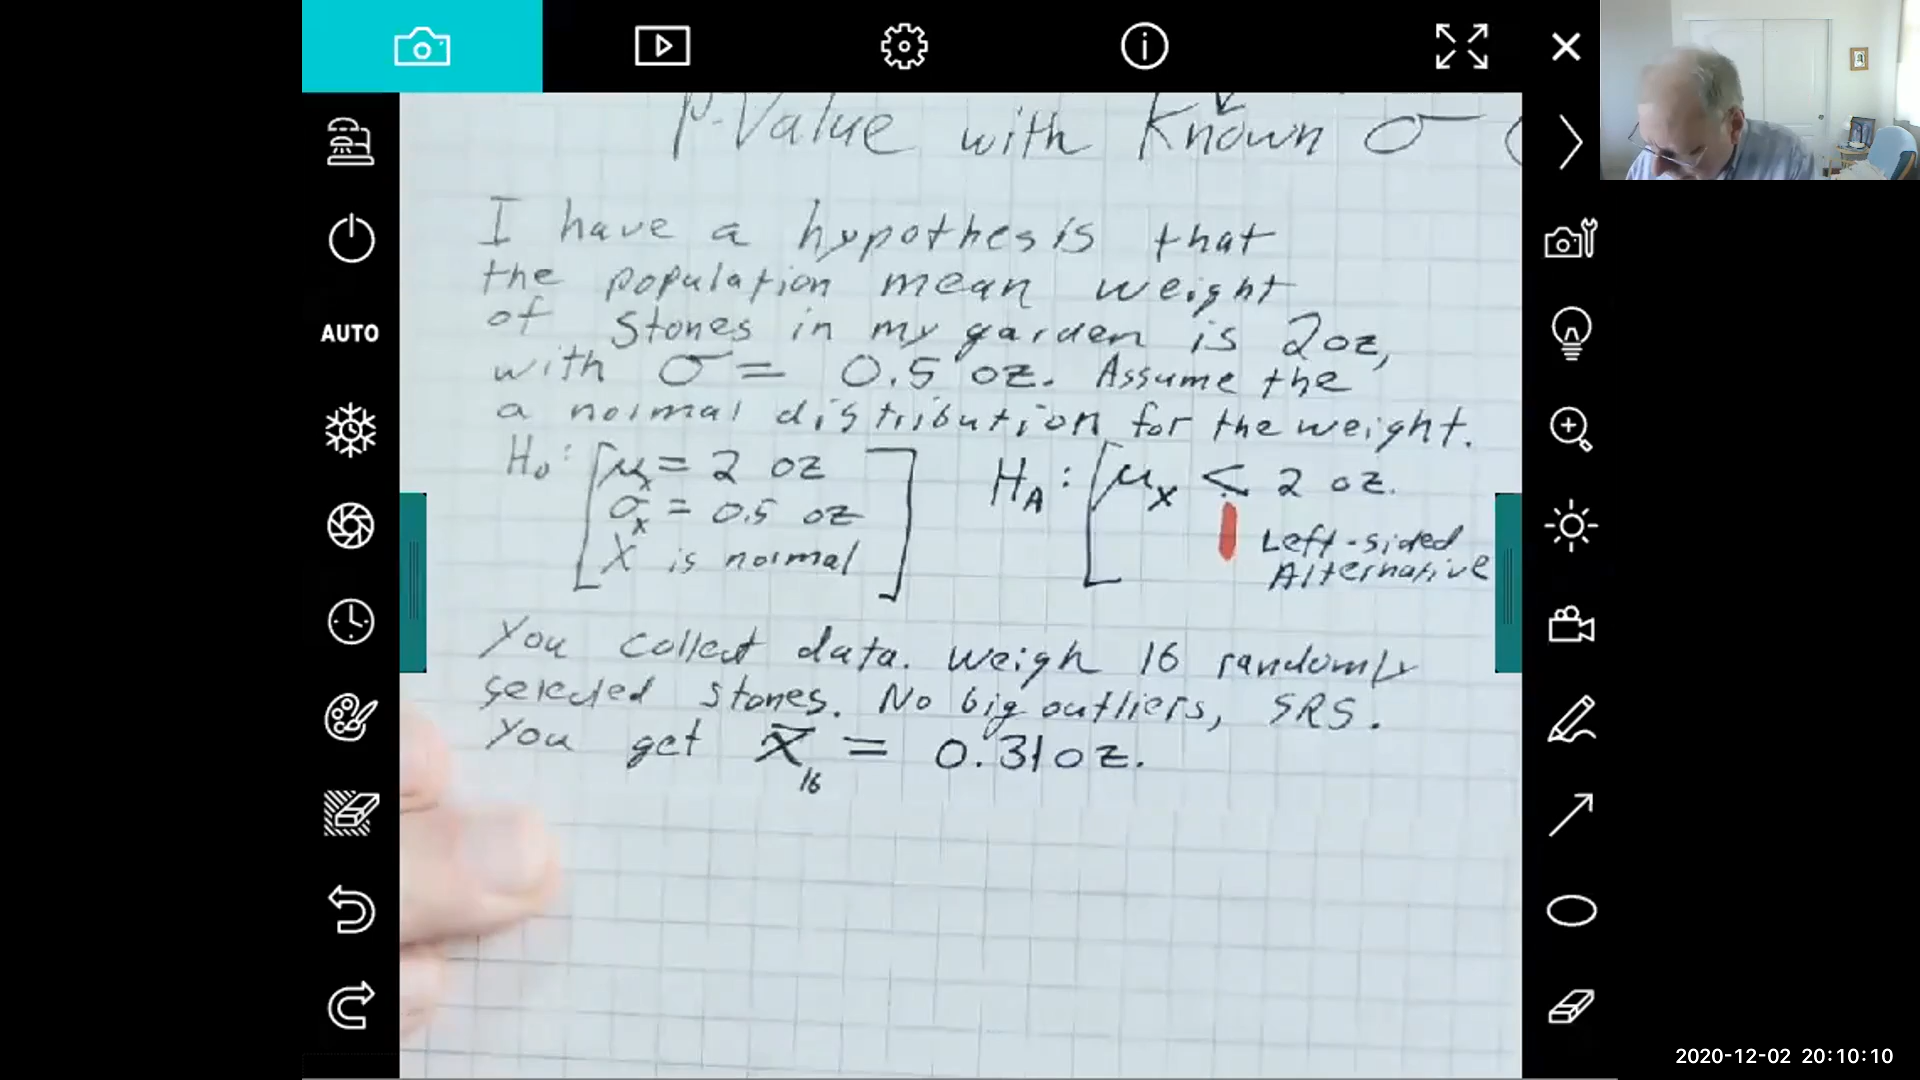 P-Value with Known σ
I have a hypothesis that
the population mean weight
of stones in my garden is 2oz,
with σ = 0.5 oz. Assume the
a normal distribution for the weight.
H₀: [μₓ = 2 oz
σₓ = 0.5 oz
X is normal]
H_A: [μ_X < 2 oz.
Left-sided
Alternative
You collect data. Weigh 16 randomly
selected stones. No big outliers, SRS.
You get x̄₁₆ = 0.31 oz.
AUTO
2020-12-02 20:10:10